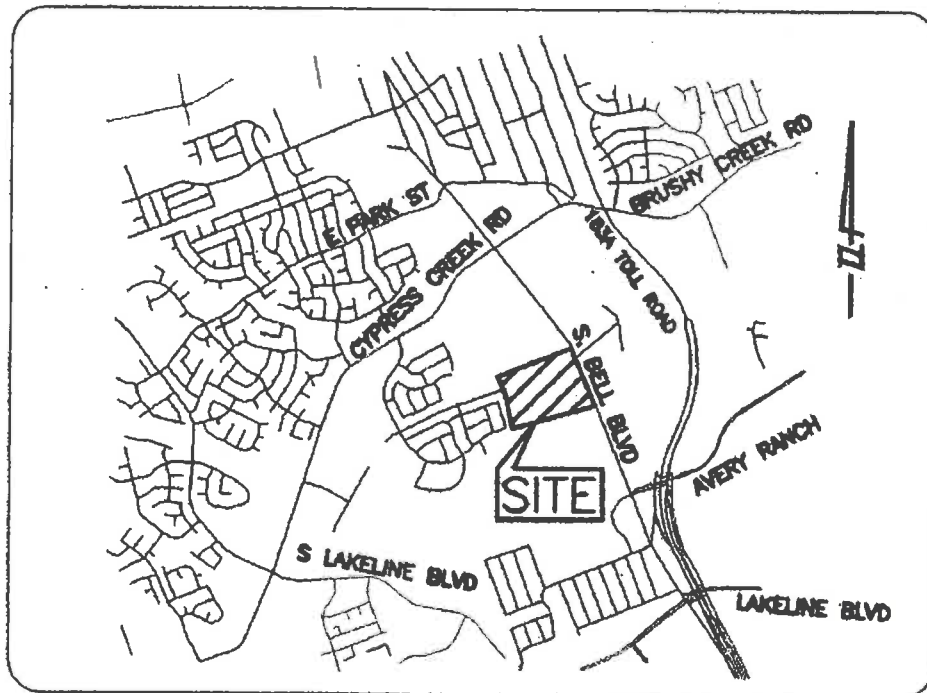 BRUSHY CREEK RD
E PARK ST
CYPRESS CREEK RD
183A TOLL ROAD
S. BELL BLVD
AVERY RANCH
SITE
S LAKELINE BLVD
LAKELINE BLVD